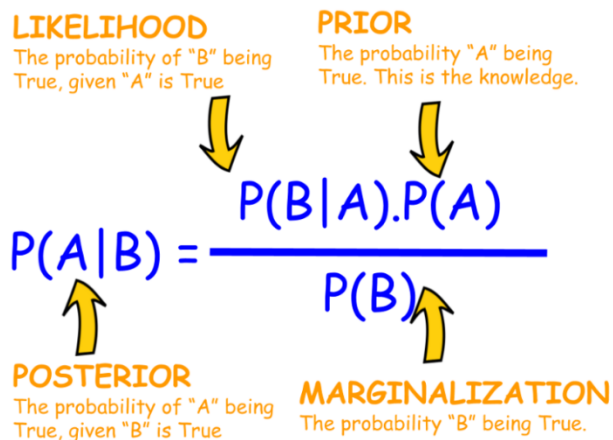 LIKELIHOOD
The probability of “B” being
True, given “A” is True
PRIOR
The probability “A” being
True. This is the knowledge.
P(A|B) = P(B|A).P(A)
P(B)
POSTERIOR
The probability of “A” being
True, given “B” is True
MARGINALIZATION
The probability “B” being True.